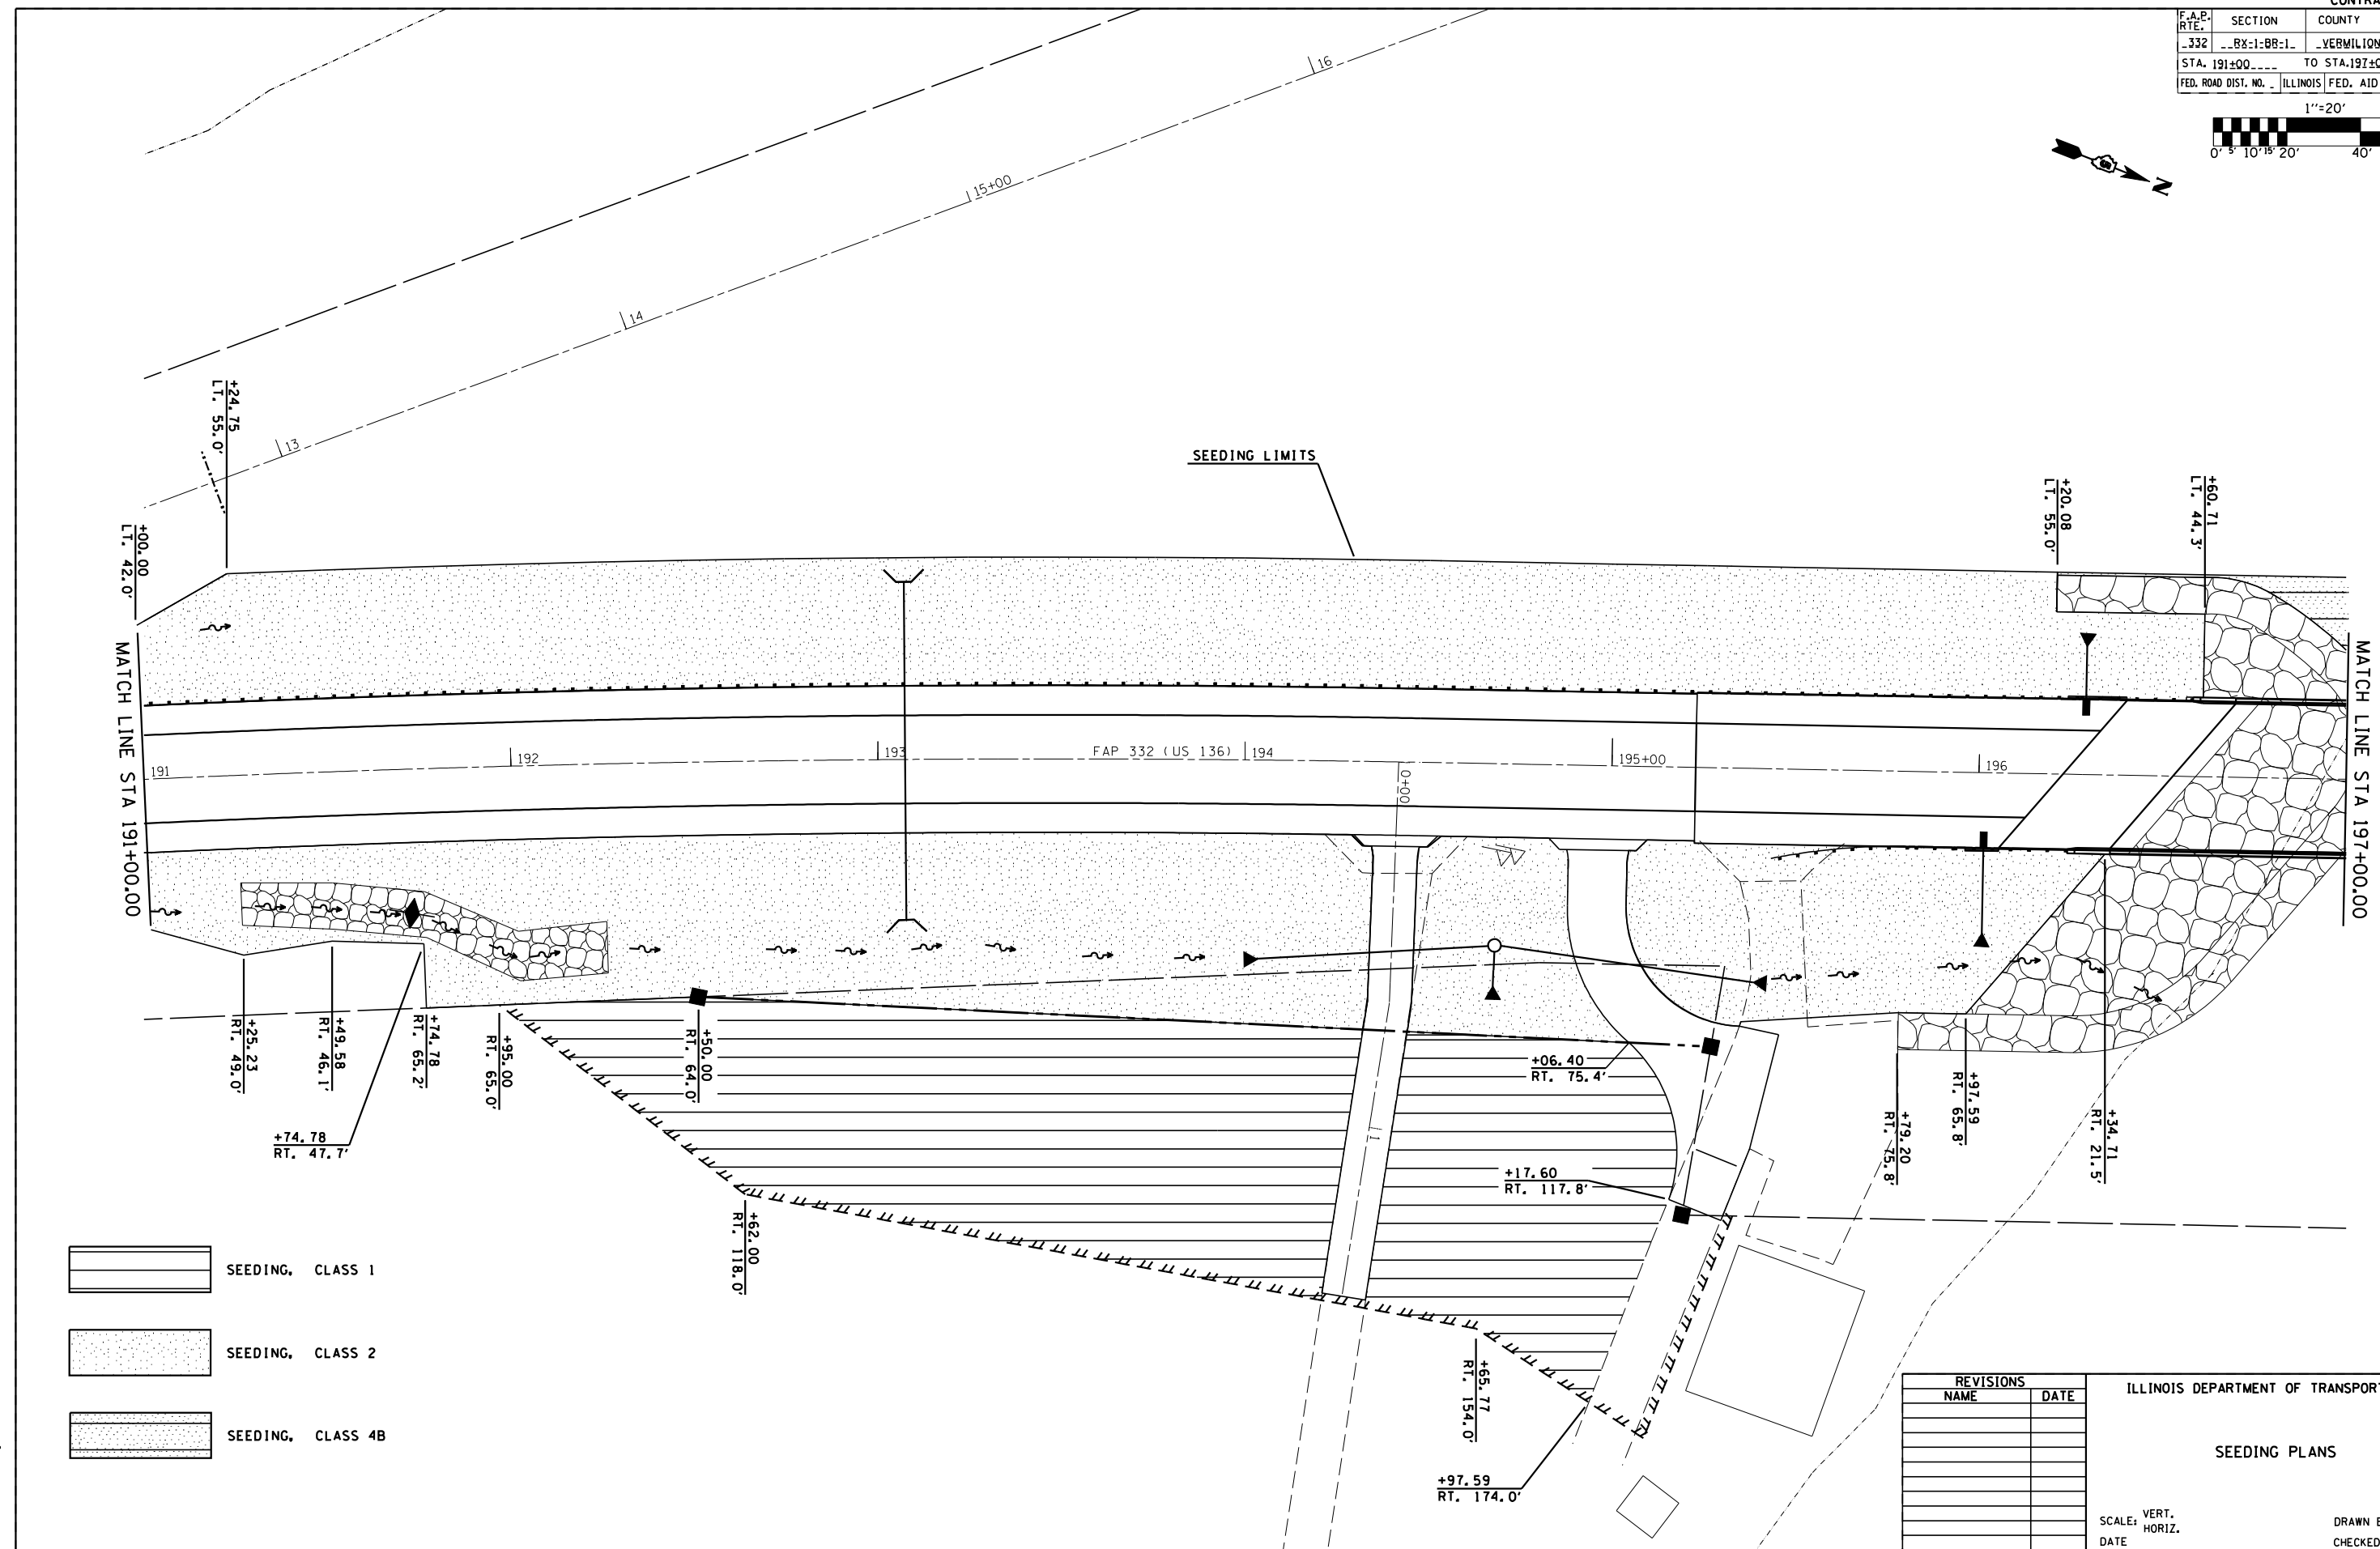 F.A.P. RTE. SECTION COUNTY
332 RX-1-BR-1 VERMILION
STA. 191+00 TO STA.
FED. ROAD DIST. NO. ILLINOIS FED. AID
1''=20'
0' 5' 10' 15' 20' 40'
N
16
15+00
14
13
+24.75
LT. 55.0'
SEEDING LIMITS
+20.08
LT. 55.0'
+60.71
LT. 44.3'
+00.00
LT. 42.0'
MATCH LINE STA 191+00.00
MATCH LINE STA 197+00.00
191
192
193
FAP 332 (US 136)
194
195+00
196
0+00
+25.23
RT. 49.0'
+49.58
RT. 46.1'
+74.78
RT. 65.2'
+95.00
RT. 65.0'
+50.00
RT. 64.0'
+06.40
RT. 75.4'
+97.59
RT. 65.8'
+79.20
RT. 75.8'
+34.71
RT. 21.5'
+74.78
RT. 47.7'
1
+17.60
RT. 117.8'
+62.00
RT. 118.0'
+65.77
RT. 154.0'
+97.59
RT. 174.0'
SEEDING, CLASS 1
SEEDING, CLASS 2
SEEDING, CLASS 4B
REVISIONS
NAME DATE
ILLINOIS DEPARTMENT OF
SEEDING PLANS
SCALE: VERT.
HORIZ.
DATE
DRAWN
CHECKED